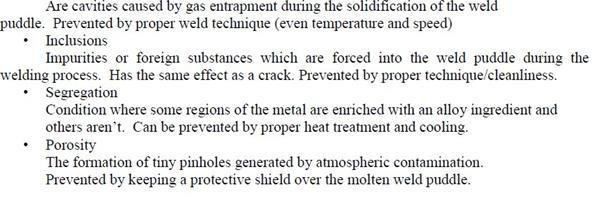 Are cavities caused by gas entrapment during the solidification of the weld
puddle. Prevented by proper weld technique (even temperature and speed)
• Inclusions
Impurities or foreign substances which are forced into the weld puddle during the
welding process. Has the same effect as a crack. Prevented by proper technique/cleanliness.
• Segregation
Condition where some regions of the metal are enriched with an alloy ingredient and
others aren't. Can be prevented by proper heat treatment and cooling.
• Porosity
The formation of tiny pinholes generated by atmospheric contamination.
Prevented by keeping a protective shield over the molten weld puddle.